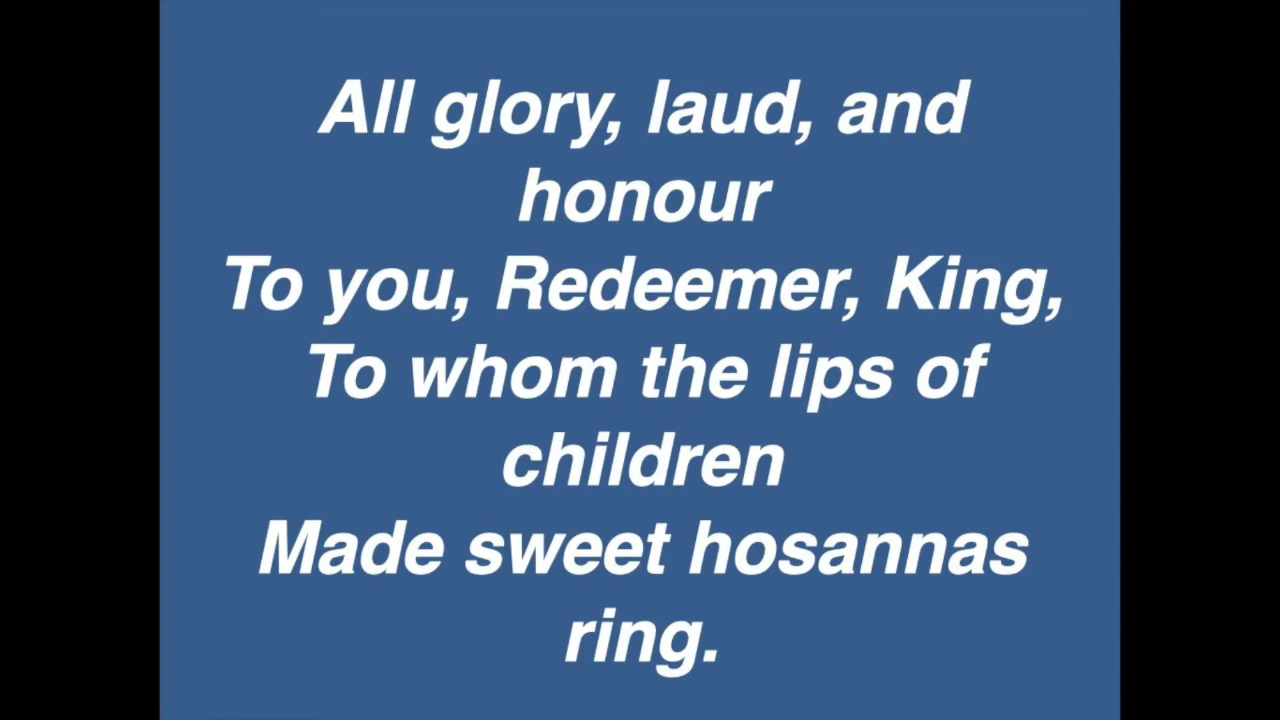 All glory, laud, and
honour
To you, Redeemer, King,
To whom the lips of
children
Made sweet hosannas
ring.